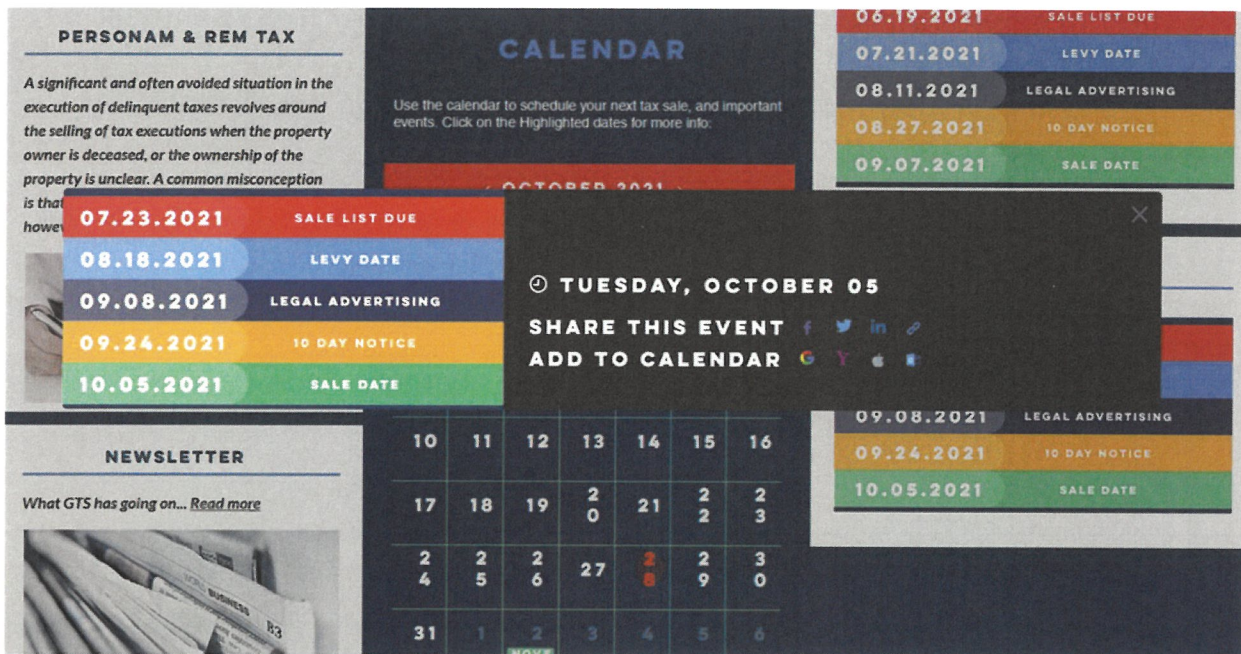 PERSONAM & REM TAX
A significant and often avoided situation in the
execution of delinquent taxes revolves around
the selling of tax executions when the property
owner is deceased, or the ownership of the
property is unclear. A common misconception
is that
howev
CALENDAR
Use the calendar to schedule your next tax sale, and important
events. Click on the Highlighted dates for more info:
‹ OCTOBER 2021 ›
06.19.2021 SALE LIST DUE
07.21.2021 LEVY DATE
08.11.2021 LEGAL ADVERTISING
08.27.2021 10 DAY NOTICE
09.07.2021 SALE DATE
07.23.2021 SALE LIST DUE
08.18.2021 LEVY DATE
09.08.2021 LEGAL ADVERTISING
09.24.2021 10 DAY NOTICE
10.05.2021 SALE DATE
TUESDAY, OCTOBER 05
SHARE THIS EVENT
ADD TO CALENDAR
09.08.2021 LEGAL ADVERTISING
09.24.2021 10 DAY NOTICE
10.05.2021 SALE DATE
NEWSLETTER
What GTS has going on... Read more
BUSINESS
B3
10 11 12 13 14 15 16
17 18 19 20 21 22 23
24 25 26 27 28 29 30
31 1 2 3 4 5 6
NOVE